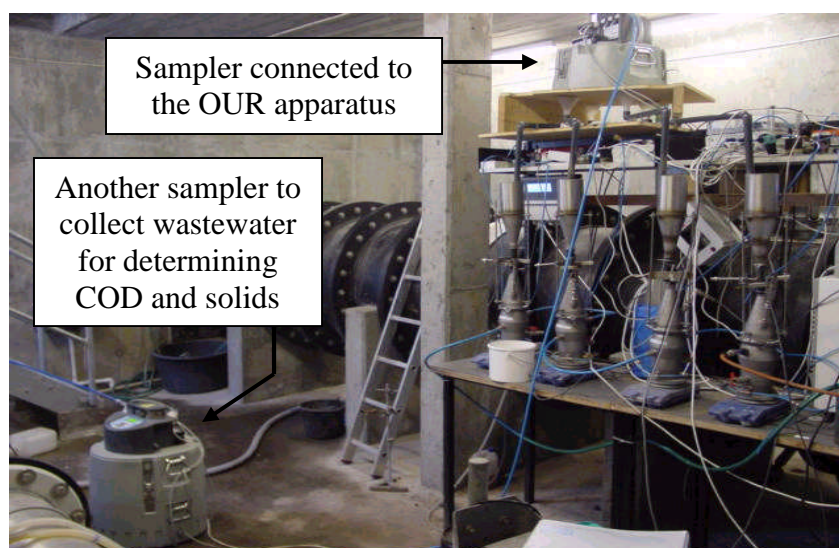 Sampler connected to
the OUR apparatus
Another sampler to
collect wastewater
for determining
COD and solids